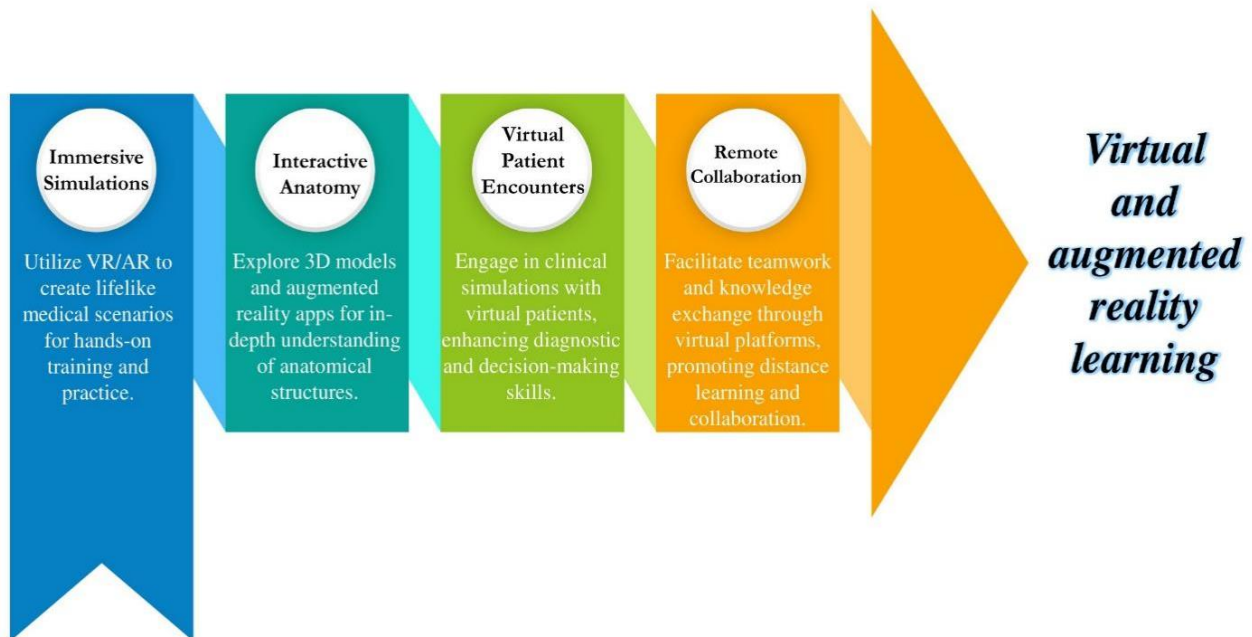 Immersive
Simulations
Utilize VR/AR to
create lifelike
medical scenarios
for hands-on
training and
practice.
Interactive
Anatomy
Explore 3D models
and augmented
reality apps for in-
depth understanding
of anatomical
structures.
Virtual
Patient
Encounters
Engage in clinical
simulations with
virtual patients,
enhancing diagnostic
and decision-making
skills.
Remote
Collaboration
Facilitate teamwork
and knowledge
exchange through
virtual platforms,
promoting distance
learning and
collaboration.
Virtual
and
augmented
reality
learning